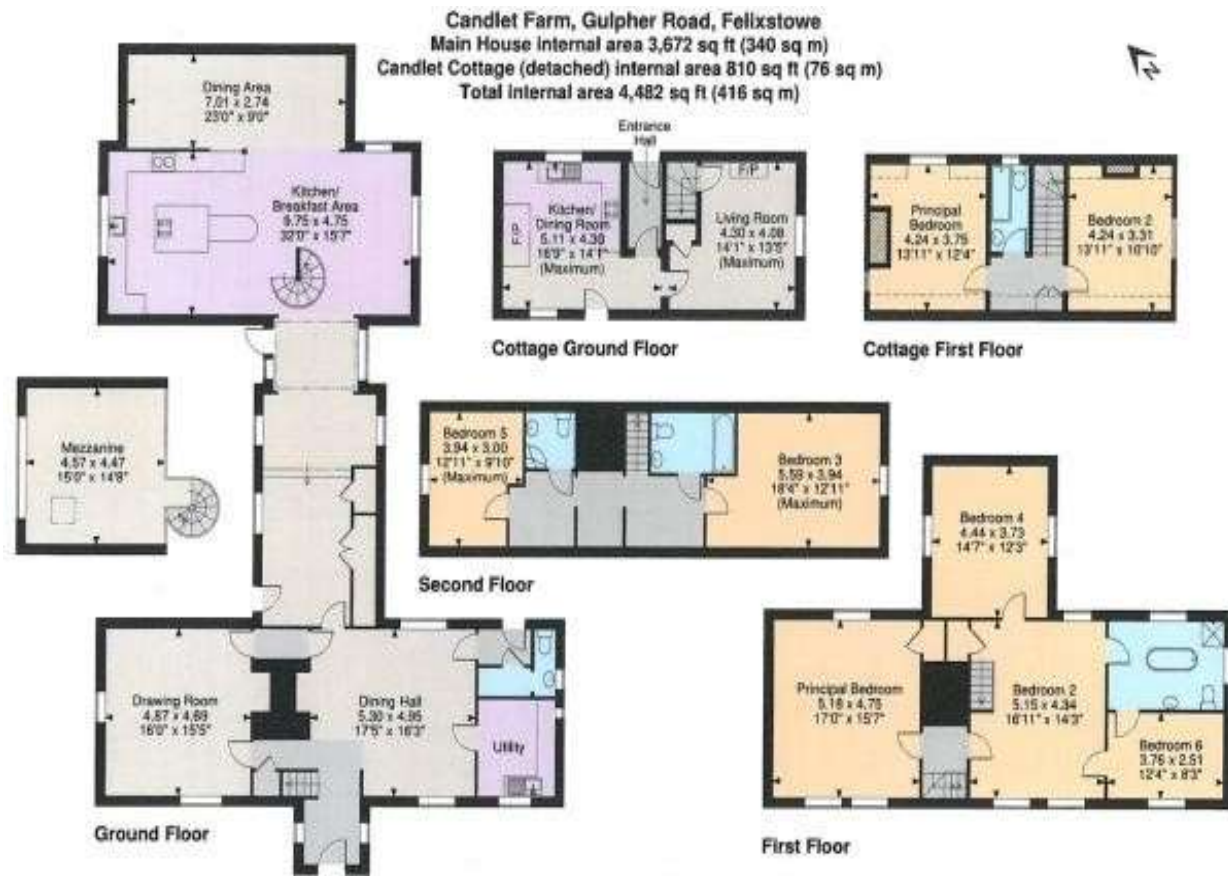 Candlet Farm, Gulpher Road, Felixstowe
Main House internal area 3,672 sq ft (340 sq m)
Candlet Cottage (detached) internal area 810 sq ft (76 sq m)
Total internal area 4,482 sq ft (416 sq m)
N
Dining Area
7.01 x 2.74
23'0" x 9'0"
Kitchen/
Breakfast Area
9.75 x 4.75
32'0" x 15'7"
Entrance
Hall
Kitchen/
Dining Room
5.11 x 4.30
16'9" x 14'1"
(Maximum)
F/P
F/P
Living Room
4.30 x 4.08
14'1" x 13'5"
(Maximum)
Cottage Ground Floor
Principal
Bedroom
4.24 x 3.75
13'11" x 12'4"
Bedroom 2
4.24 x 3.31
13'11" x 10'10"
Cottage First Floor
Mezzanine
4.57 x 4.47
15'0" x 14'8"
Bedroom 5
3.94 x 3.00
12'11" x 9'10"
(Maximum)
Bedroom 3
5.59 x 3.94
18'4" x 12'11"
(Maximum)
Second Floor
Drawing Room
4.87 x 4.69
16'0" x 15'5"
Dining Hall
5.30 x 4.95
17'5" x 16'3"
Utility
Ground Floor
Bedroom 4
4.44 x 3.73
14'7" x 12'3"
Principal Bedroom
5.18 x 4.75
17'0" x 15'7"
Bedroom 2
5.15 x 4.34
16'11" x 14'3"
Bedroom 6
3.76 x 2.51
12'4" x 8'3"
First Floor